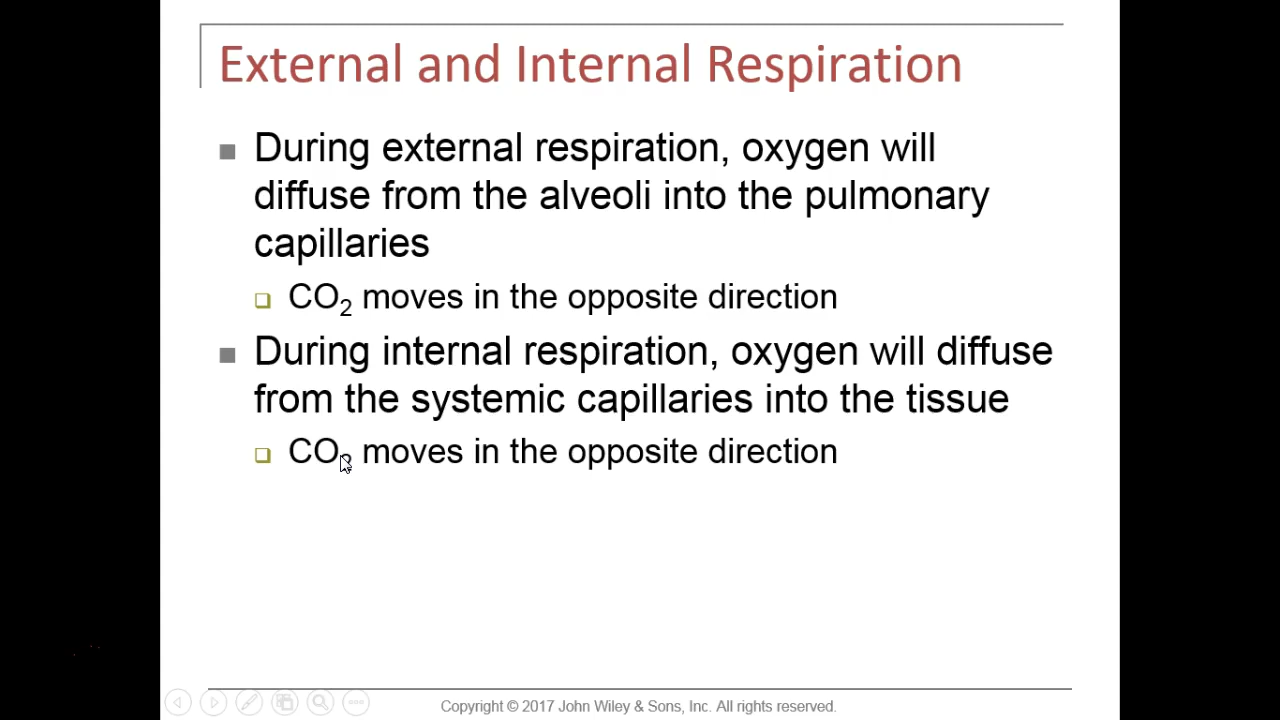 External and Internal Respiration
During external respiration, oxygen will
diffuse from the alveoli into the pulmonary
capillaries
CO₂ moves in the opposite direction
During internal respiration, oxygen will diffuse
from the systemic capillaries into the tissue
CO₂ moves in the opposite direction
Copyright © 2017 John Wiley & Sons, Inc. All rights reserved.